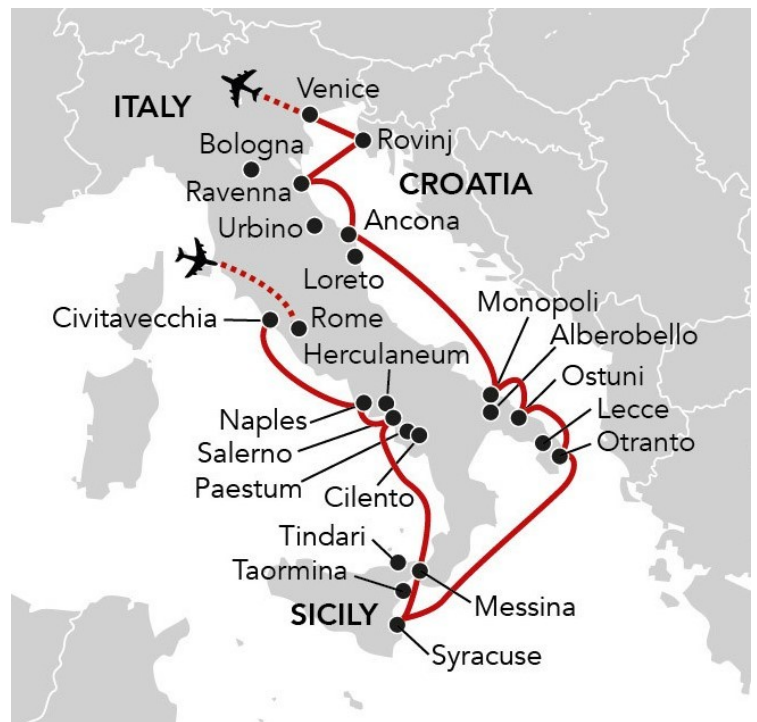 Venice
ITALY
Bologna
Rovinj
Ravenna
CROATIA
Urbino
Ancona
Loreto
Monopoli
Civitavecchia
Rome
Alberobello
Herculaneum
Ostuni
Naples
Lecce
Salerno
Otranto
Paestum
Cilento
Tindari
Taormina
SICILY
Messina
Syracuse